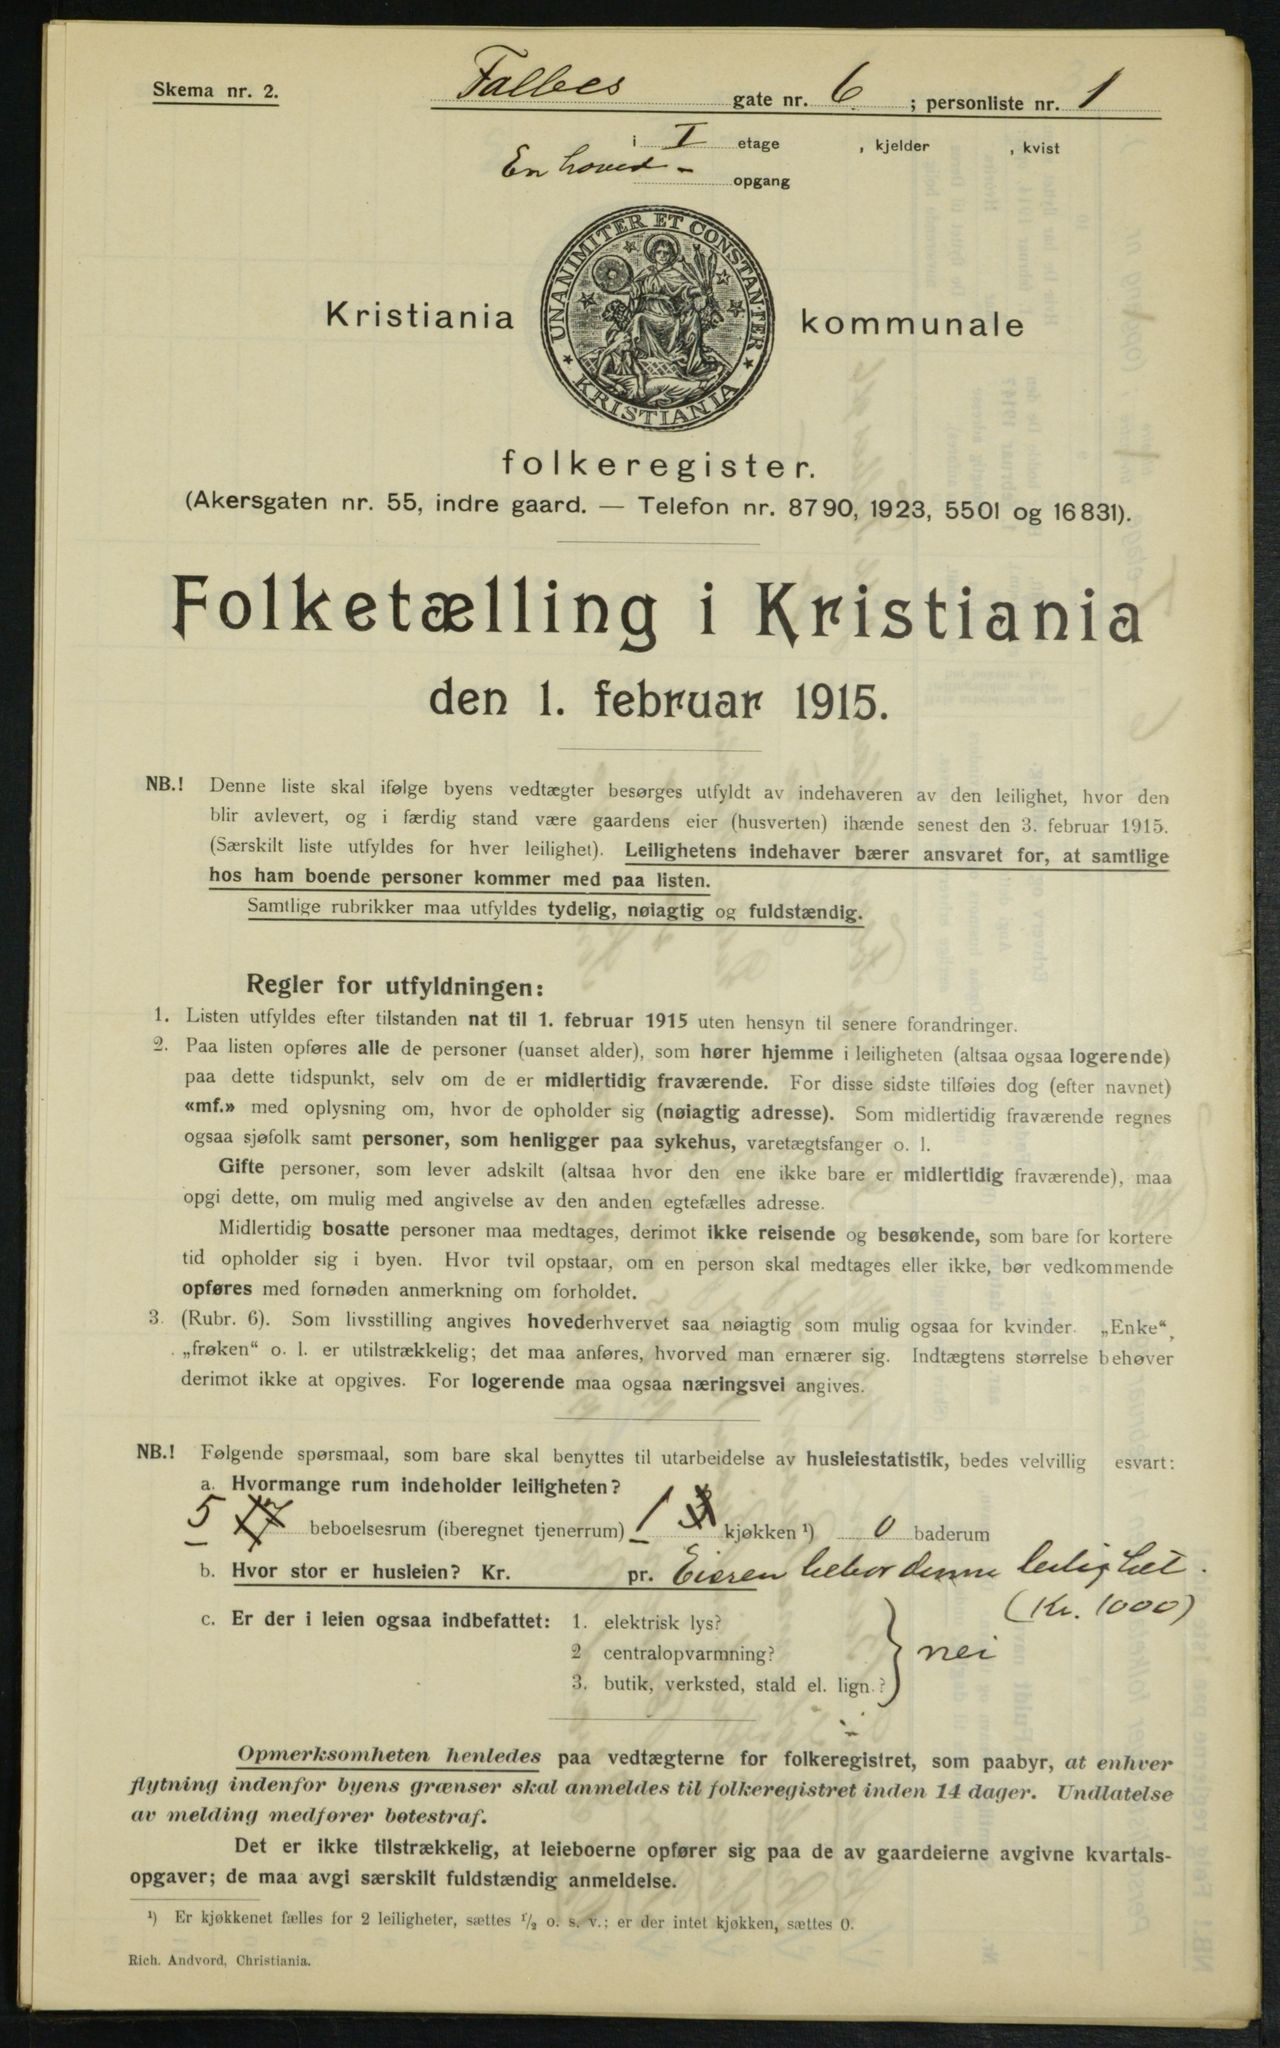 Skema nr. 2.
Falbes gate nr. 6 ; personliste nr. 1
i I etage , kjelder , kvist
En hoved - opgang
UNANIMITER ET CONSTANTER
KRISTIANIA
Kristiania kommunale
folkeregister.
(Akersgaten nr. 55, indre gaard. — Telefon nr. 8790, 1923, 5501 og 16831).
Folketælling i Kristiania
den 1. februar 1915.
NB.! Denne liste skal ifølge byens vedtægter besørges utfyldt av indehaveren av den leilighet, hvor den
blir avlevert, og i færdig stand være gaardens eier (husverten) ihænde senest den 3. februar 1915.
(Særskilt liste utfyldes for hver leilighet). Leilighetens indehaver bærer ansvaret for, at samtlige
hos ham boende personer kommer med paa listen.
Samtlige rubrikker maa utfyldes tydelig, nøiagtig og fuldstændig.
Regler for utfyldningen:
1. Listen utfyldes efter tilstanden nat til 1. februar 1915 uten hensyn til senere forandringer.
2. Paa listen opføres alle de personer (uanset alder), som hører hjemme i leiligheten (altsaa ogsaa logerende)
paa dette tidspunkt, selv om de er midlertidig fraværende. For disse sidste tilføies dog (efter navnet)
«mf.» med oplysning om, hvor de opholder sig (nøiagtig adresse). Som midlertidig fraværende regnes
ogsaa sjøfolk samt personer, som henligger paa sykehus, varetægtsfanger o. l.
Gifte personer, som lever adskilt (altsaa hvor den ene ikke bare er midlertidig fraværende), maa
opgi dette, om mulig med angivelse av den anden egtefælles adresse.
Midlertidig bosatte personer maa medtages, derimot ikke reisende og besøkende, som bare for kortere
tid opholder sig i byen. Hvor tvil opstaar, om en person skal medtages eller ikke, bør vedkommende
opføres med fornøden anmerkning om forholdet.
3. (Rubr. 6). Som livsstilling angives hovederhvervet saa nøiagtig som mulig ogsaa for kvinder. „Enke“,
„frøken“ o. l. er utilstrækkelig; det maa anføres, hvorved man ernærer sig. Indtægtens størrelse behøver
derimot ikke at opgives. For logerende maa ogsaa næringsvei angives.
NB.! Følgende spørsmaal, som bare skal benyttes til utarbeidelse av husleiestatistik, bedes velvillig esvart:
a. Hvormange rum indeholder leiligheten?
5 beboelsesrum (iberegnet tjenerrum) 1 kjøkken ¹) 0 baderum
b. Hvor stor er husleien? Kr. pr. Eieren bebor denne leilighet.
(Kr. 1000)
c. Er der i leien ogsaa indbefattet: 1. elektrisk lys?
2 centralopvarmning? nei
3. butik, verksted, stald el. lign.?
Opmerksomheten henledes paa vedtægterne for folkeregistret, som paabyr, at enhver
flytning indenfor byens grænser skal anmeldes til folkeregistret inden 14 dager. Undlatelse
av melding medfører bøtestraf.
Det er ikke tilstrækkelig, at leieboerne opfører sig paa de av gaardeierne avgivne kvartals-
opgaver; de maa avgi særskilt fuldstændig anmeldelse.
¹) Er kjøkkenet fælles for 2 leiligheter, sættes ½ o. s. v.; er der intet kjøkken, sættes 0.
Rich. Andvord, Christiania.